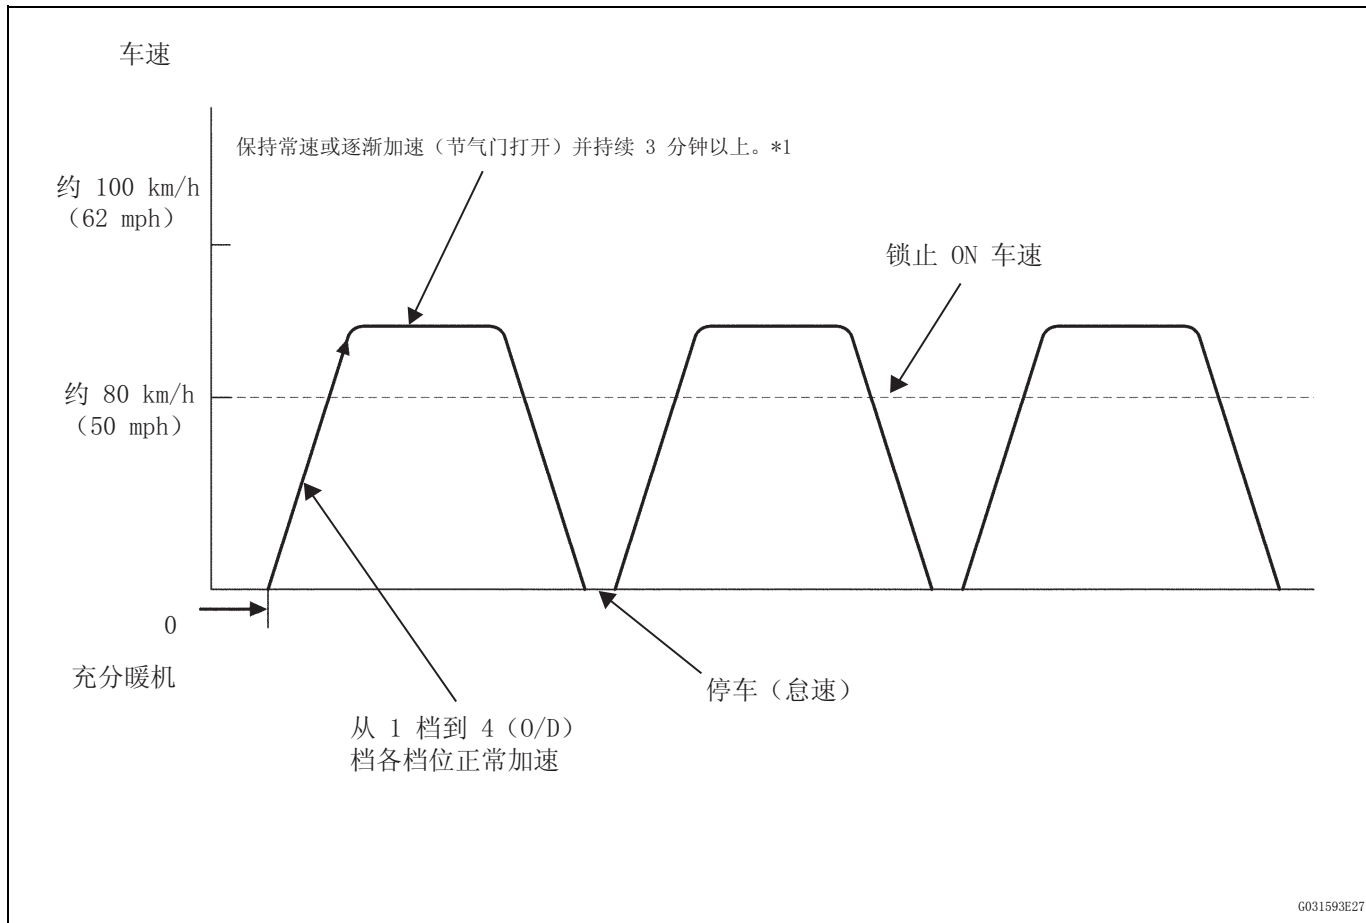 车速
保持常速或逐渐加速（节气门打开）并持续 3 分钟以上。*1
约 100 km/h
（62 mph）
锁止 ON 车速
约 80 km/h
（50 mph）
0
充分暖机
停车（怠速）
从 1 档到 4（O/D）
档各档位正常加速
G031593E27